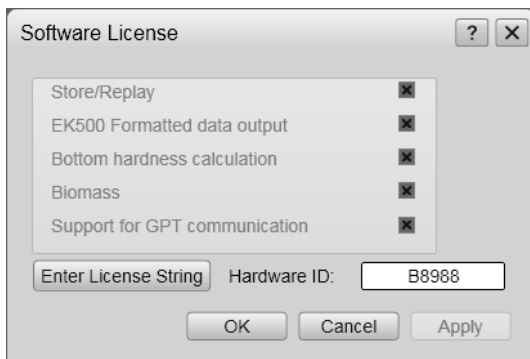 Software License ?
Store/Replay
EK500 Formatted data output
Bottom hardness calculation
Biomass
Support for GPT communication
Enter License String Hardware ID: B8988
OK Cancel Apply